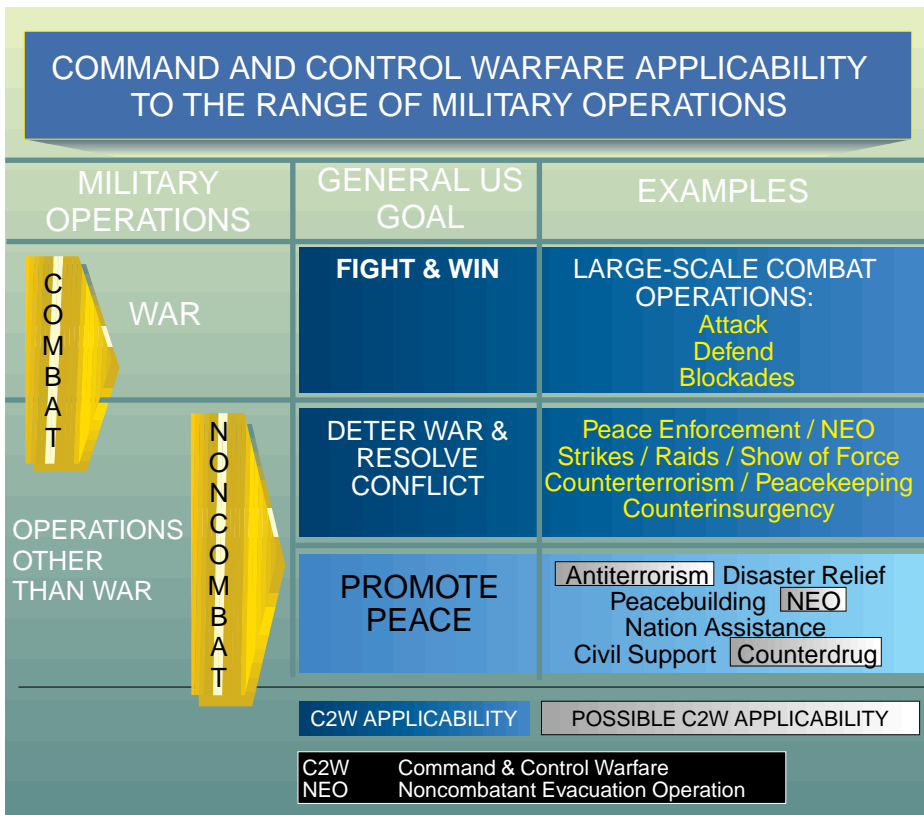 COMMAND AND CONTROL WARFARE APPLICABILITY
TO THE RANGE OF MILITARY OPERATIONS
MILITARY
OPERATIONS
GENERAL US
GOAL
EXAMPLES
COMBAT
WAR
FIGHT & WIN
LARGE-SCALE COMBAT
OPERATIONS:
Attack
Defend
Blockades
NONCOMBAT
OPERATIONS
OTHER
THAN WAR
DETER WAR &
RESOLVE
CONFLICT
Peace Enforcement / NEO
Strikes / Raids / Show of Force
Counterterrorism / Peacekeeping
Counterinsurgency
PROMOTE
PEACE
Antiterrorism Disaster Relief
Peacebuilding NEO
Nation Assistance
Civil Support Counterdrug
C2W APPLICABILITY
POSSIBLE C2W APPLICABILITY
C2W Command & Control Warfare
NEO Noncombatant Evacuation Operation